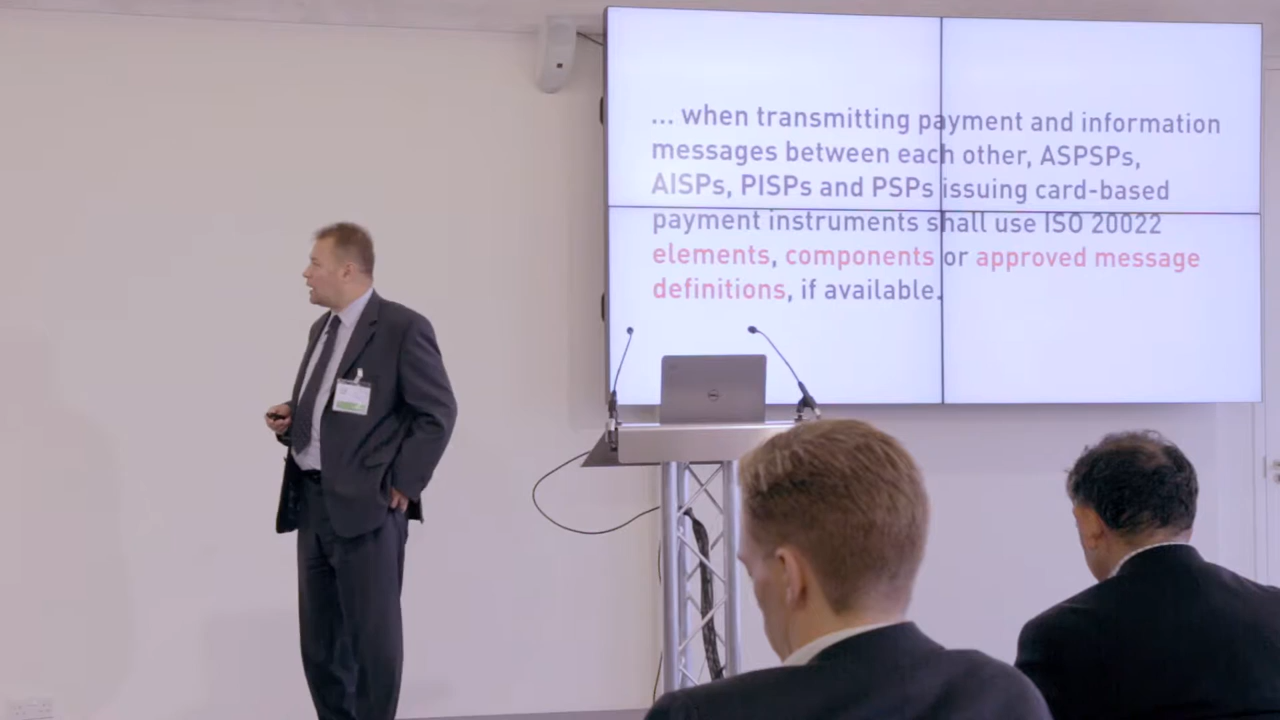 ... when transmitting payment and information
messages between each other, ASPSPs,
AISPs, PISPs and PSPs issuing card-based
payment instruments shall use ISO 20022
elements, components or approved message
definitions, if available.
DELL